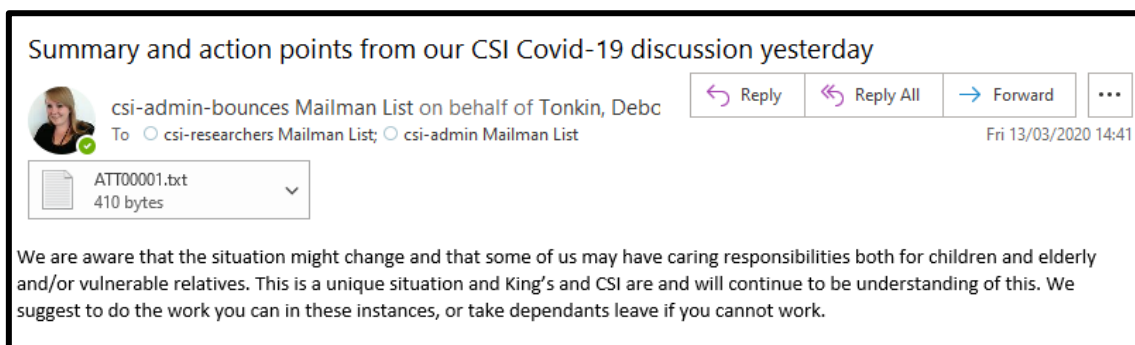 Summary and action points from our CSI Covid-19 discussion yesterday
Reply
Reply All
Forward
...
csi-admin-bounces Mailman List on behalf of Tonkin, Debc
To csi-researchers Mailman List; csi-admin Mailman List
Fri 13/03/2020 14:41
ATT00001.txt
410 bytes
We are aware that the situation might change and that some of us may have caring responsibilities both for children and elderly
and/or vulnerable relatives. This is a unique situation and King's and CSI are and will continue to be understanding of this. We
suggest to do the work you can in these instances, or take dependants leave if you cannot work.